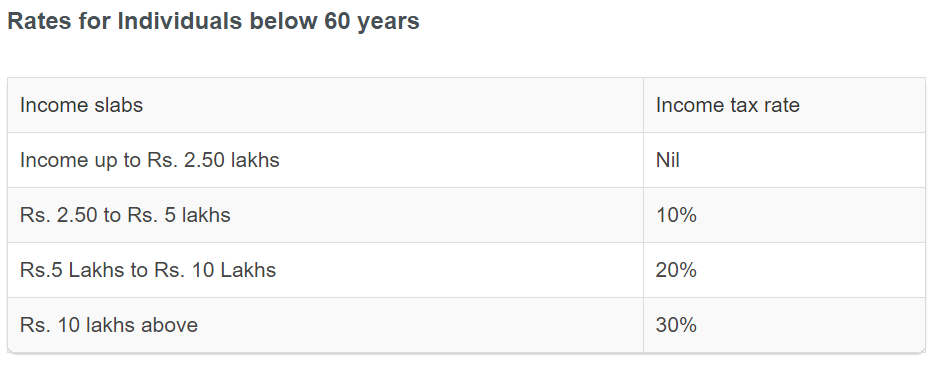 Rates for Individuals below 60 years
Income slabs Income tax rate
Income up to Rs. 2.50 lakhs Nil
Rs. 2.50 to Rs. 5 lakhs 10%
Rs.5 Lakhs to Rs. 10 Lakhs 20%
Rs. 10 lakhs above 30%